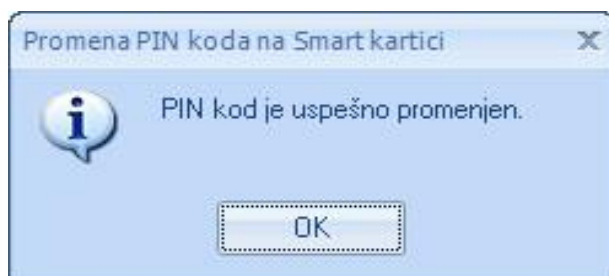 Promena PIN koda na Smart kartici
PIN kod je uspešno promenjen.
OK